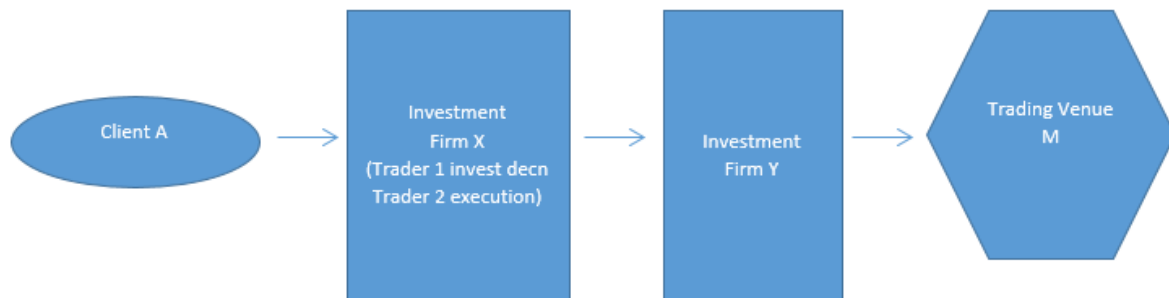 Client A
Investment
Firm X
(Trader 1 invest decn
Trader 2 execution)
Investment
Firm Y
Trading Venue
M